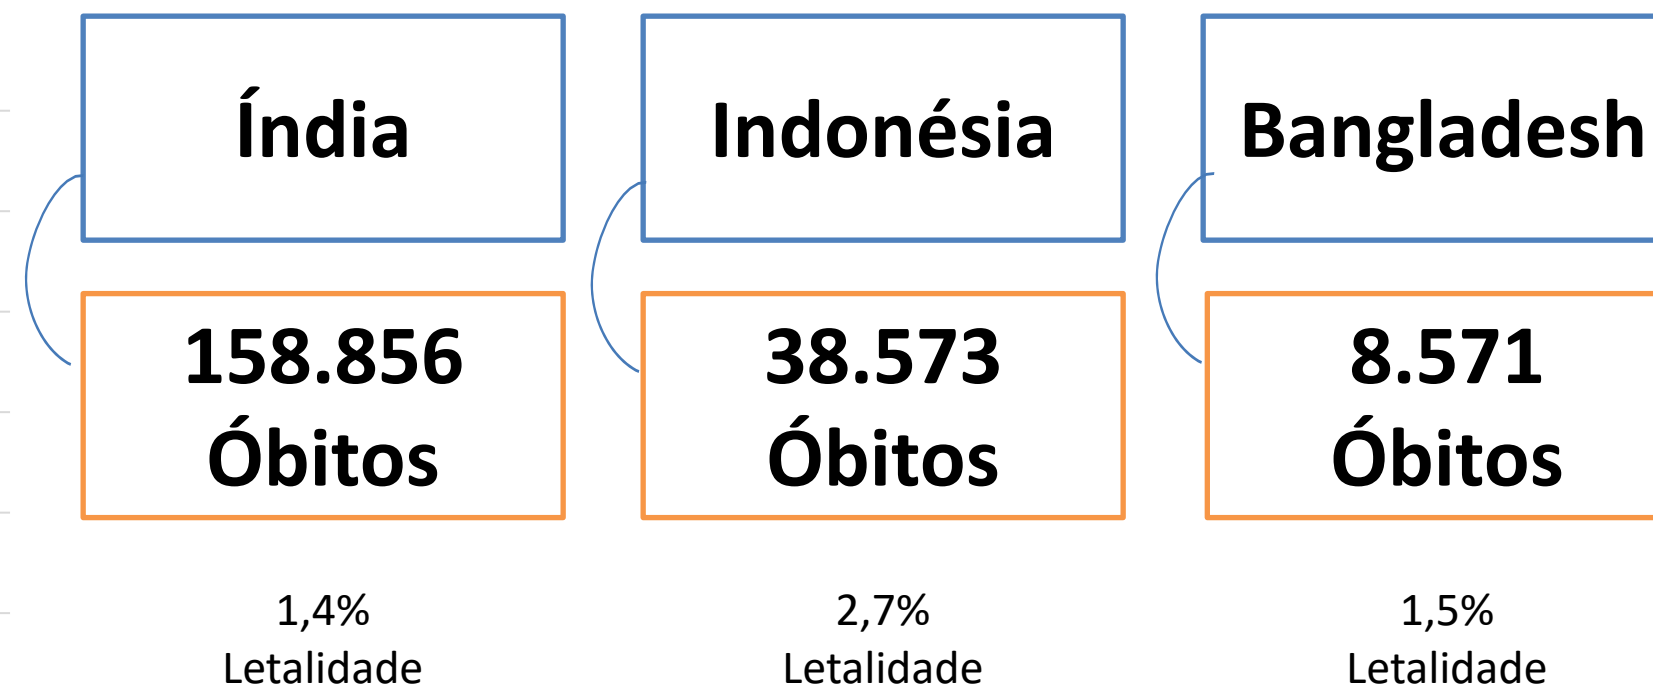 Índia
Indonésia
Bangladesh
158.856
Óbitos
38.573
Óbitos
8.571
Óbitos
1,4%
Letalidade
2,7%
Letalidade
1,5%
Letalidade